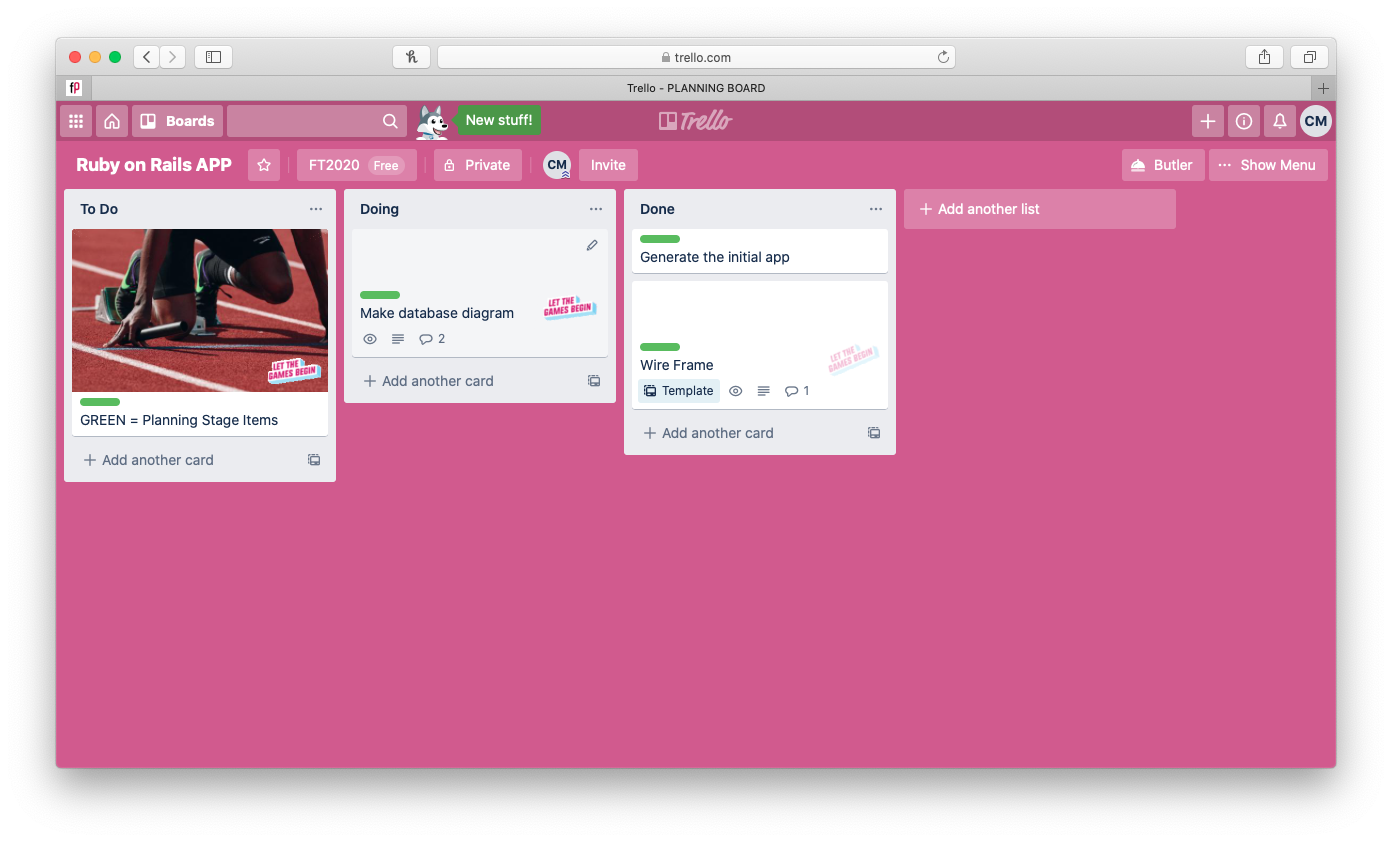 trello.com
fp
Trello - PLANNING BOARD
Boards
New stuff!
Trello
CM
Ruby on Rails APP
FT2020 Free
Private
CM
Invite
Butler
Show Menu
To Do
LET THE
GAMES BEGIN
GREEN = Planning Stage Items
Add another card
Doing
LET THE
GAMES BEGIN
Make database diagram
2
Add another card
Done
Generate the initial app
LET THE
GAMES BEGIN
Wire Frame
Template
1
Add another card
Add another list